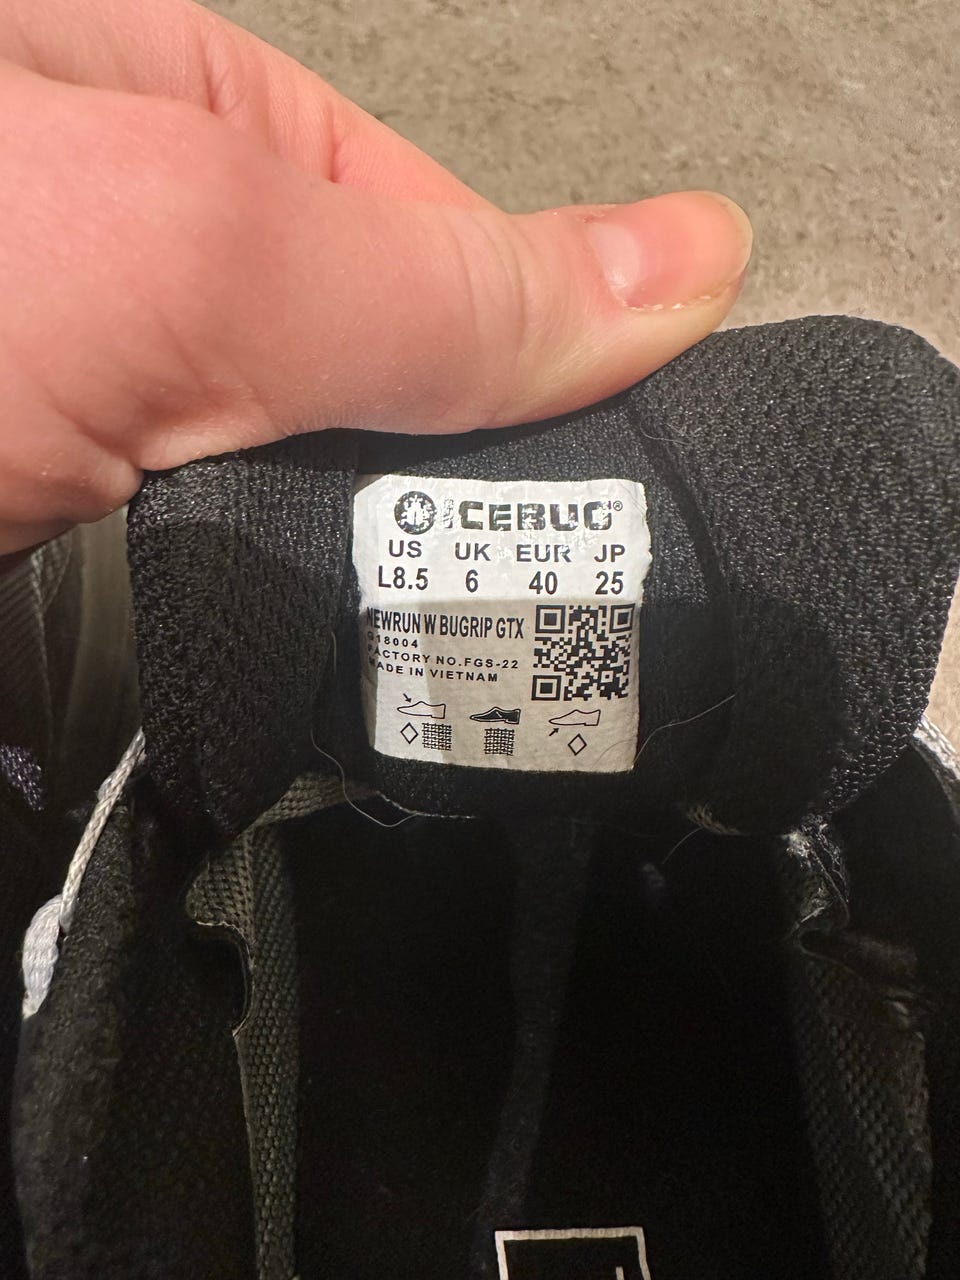 ICEBUG®
US UK EUR JP
L8.5 6 40 25
NEWRUN W BUGRIP GTX
G18004
FACTORY NO.FGS-22
MADE IN VIETNAM